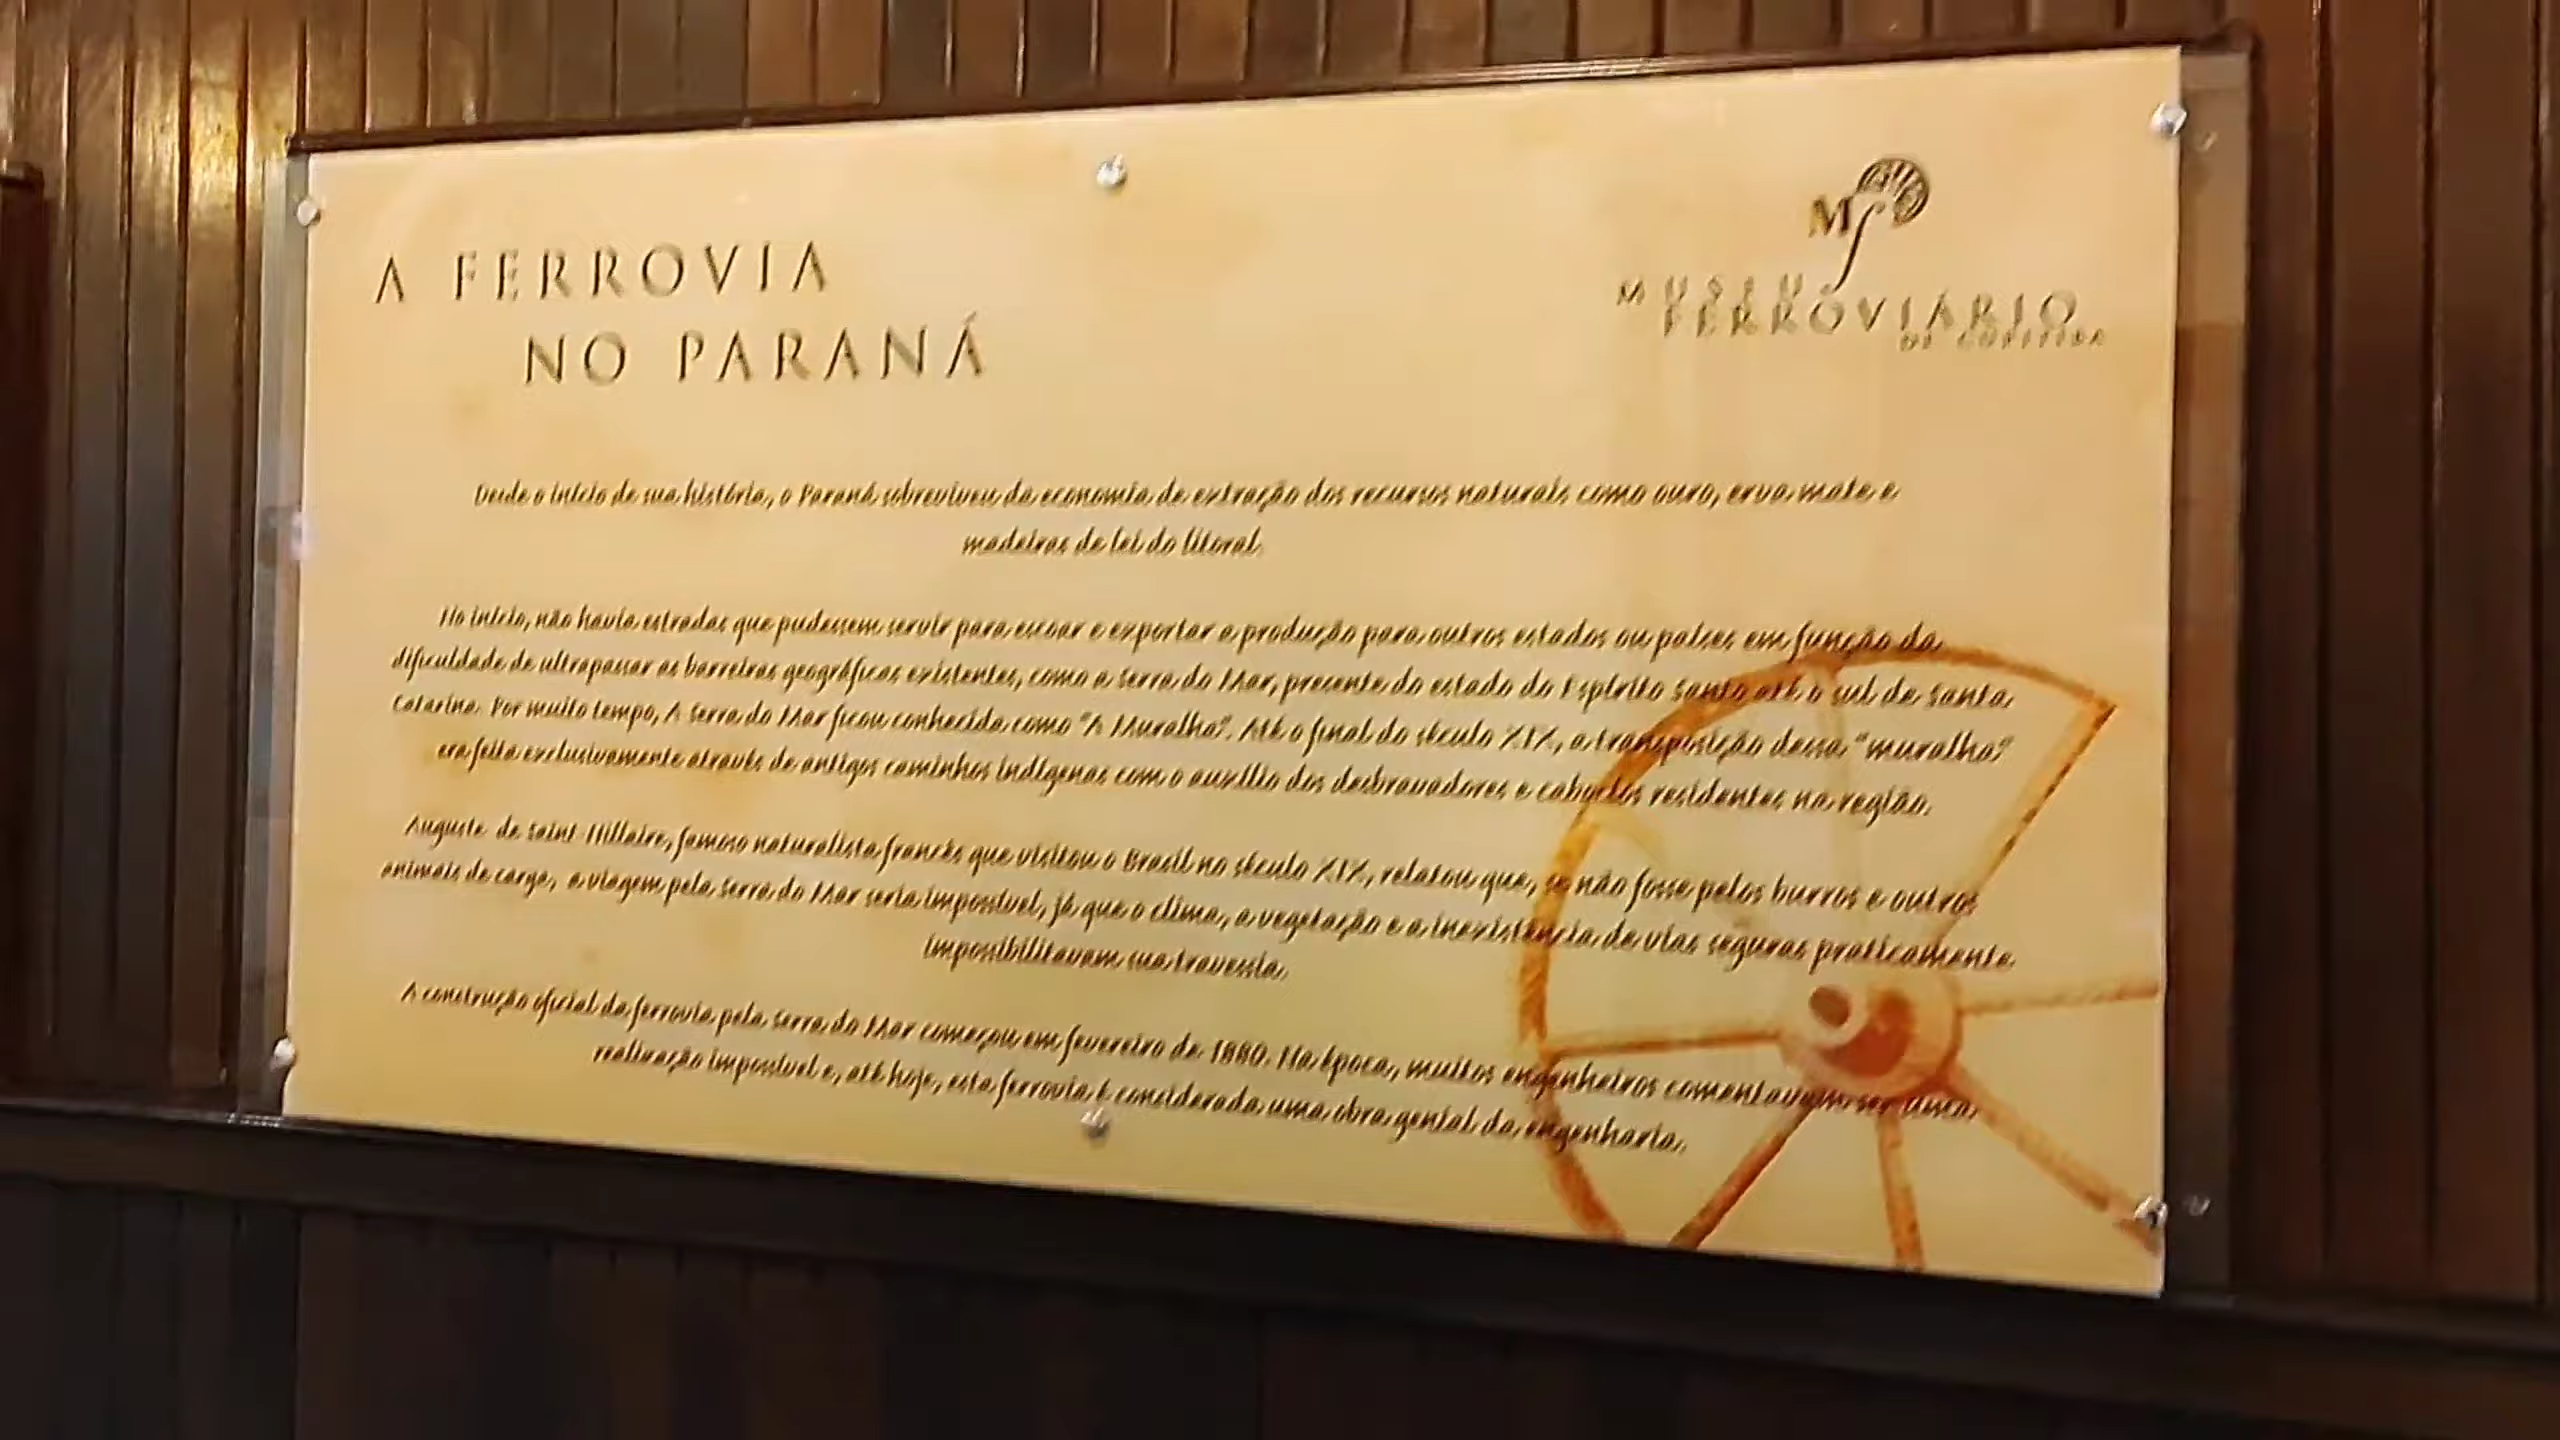 A FERROVIA
NO PARANÁ
Mf
MUSEU
FERROVIÁRIO
DE CURITIBA
Desde o início de sua história, o Paraná sobreviveu da economia de extração dos recursos naturais como ouro, erva mate e
madeiras de lei do litoral.
No início, não havia estradas que pudessem servir para escoar e exportar a produção para outros estados ou países em função da
dificuldade de ultrapassar as barreiras geográficas existentes, como a Serra do Mar, presente do estado do Espírito Santo até o sul de Santa
Catarina. Por muito tempo, A Serra do Mar ficou conhecida como "A Muralha". Até o final do século XIX, a transposição dessa "muralha"
era feita exclusivamente através de antigos caminhos indígenas com o auxílio dos desbravadores e caboclos residentes na região.
Auguste de Saint-Hillaire, famoso naturalista francês que visitou o Brasil no século XIX, relatou que, se não fosse pelos burros e outros
animais de carga, a viagem pela Serra do Mar seria impossível, já que o clima, a vegetação e a inexistência de vias seguras praticamente
impossibilitavam sua travessia.
A construção oficial da ferrovia pela Serra do Mar começou em fevereiro de 1880. Na época, muitos engenheiros comentavam ser uma
realização impossível e, até hoje, esta ferrovia é considerada uma obra genial da engenharia.